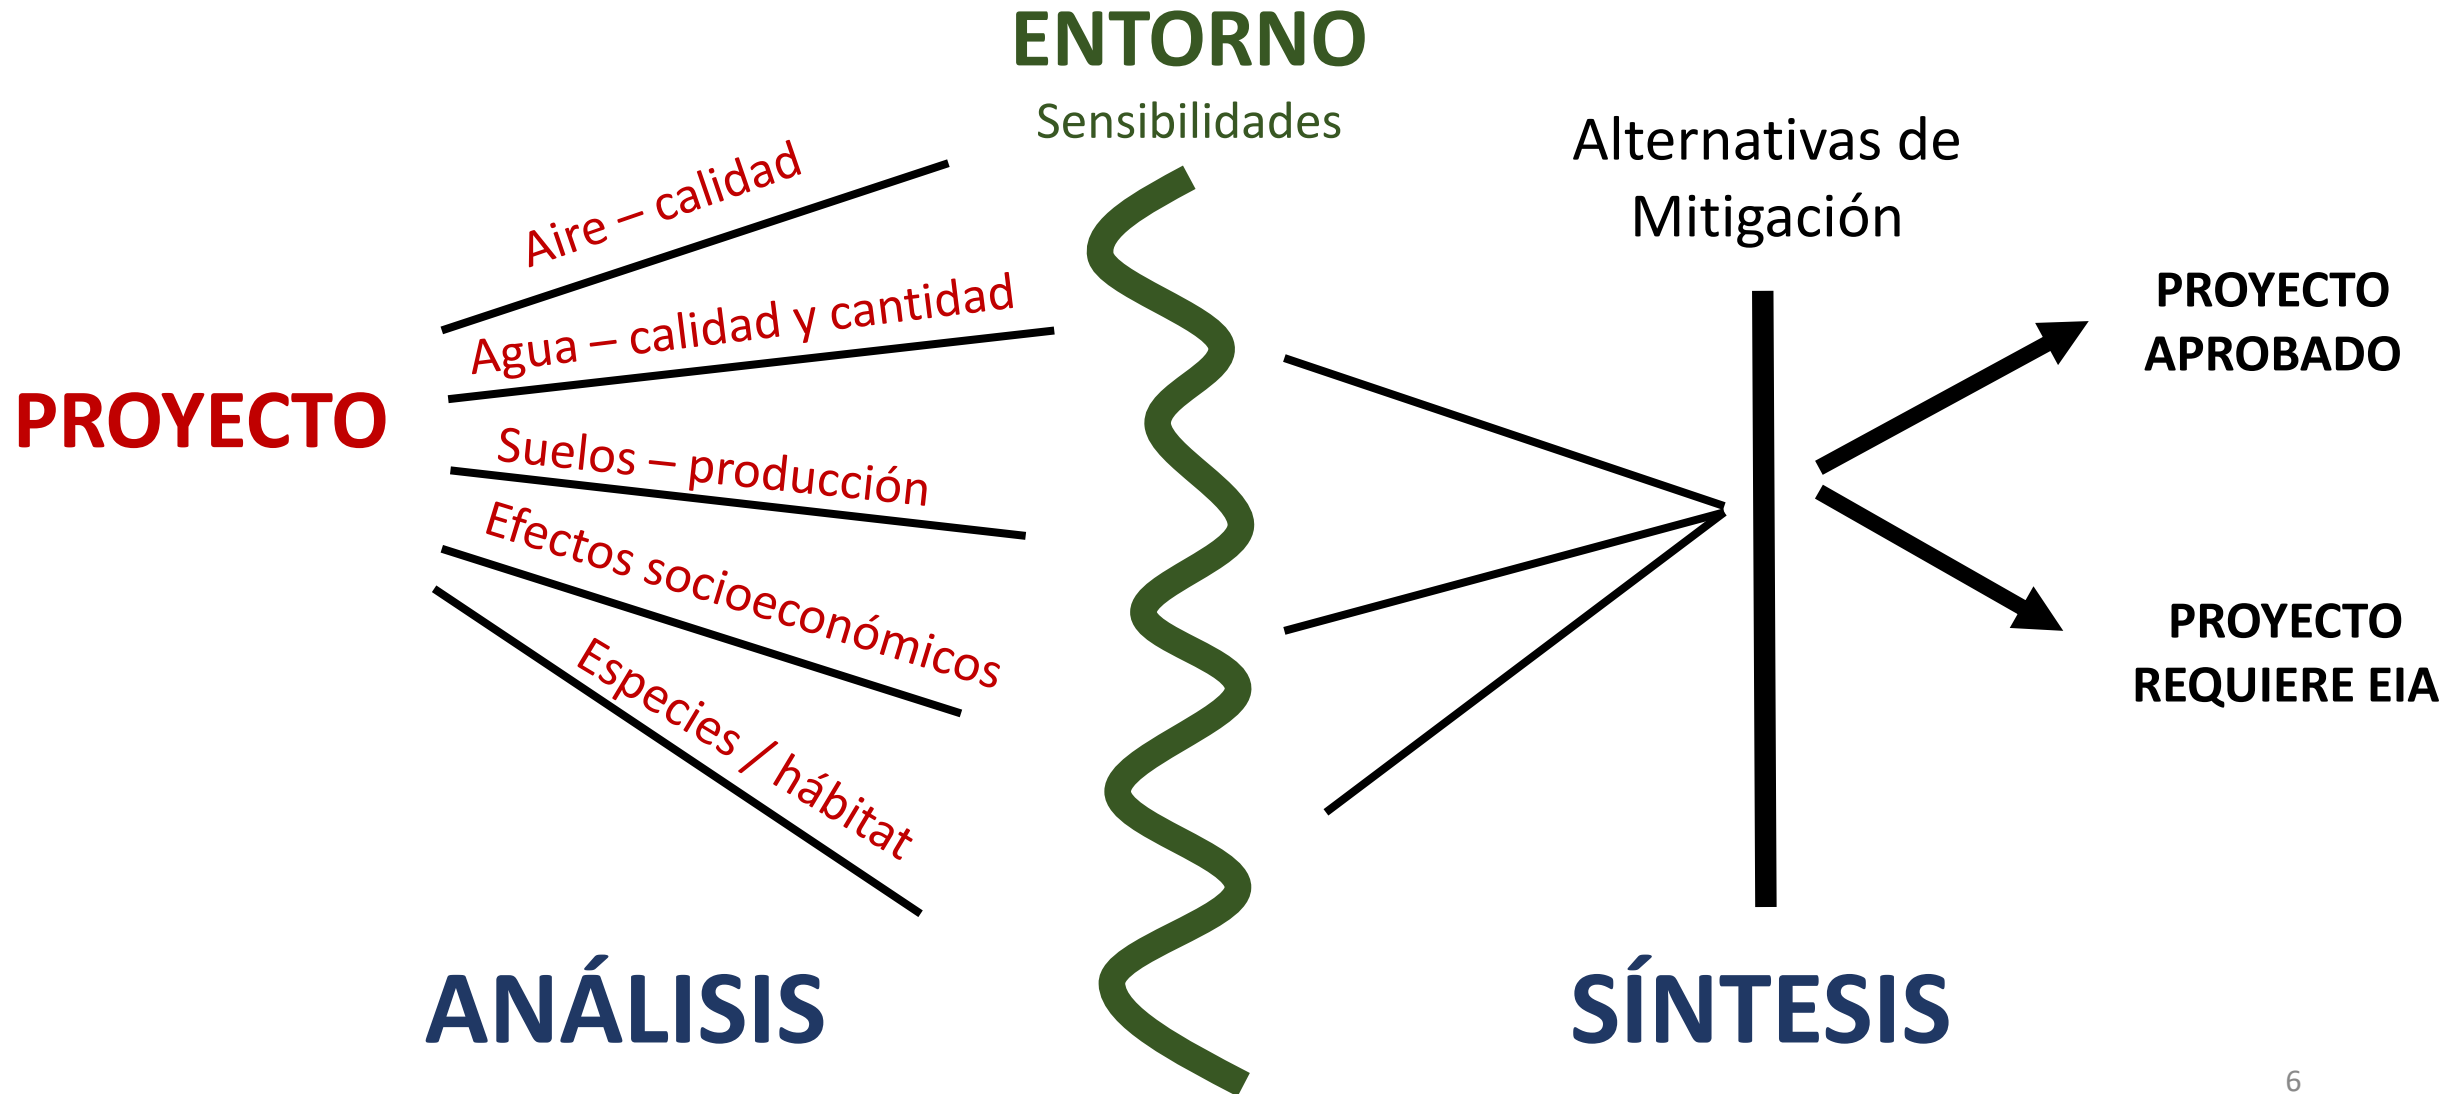 ENTORNO
Sensibilidades
PROYECTO
Aire – calidad
Agua – calidad y cantidad
Suelos – producción
Efectos socioeconómicos
Especies / hábitat
Alternativas de
Mitigación
PROYECTO
APROBADO
PROYECTO
REQUIERE EIA
ANÁLISIS
SÍNTESIS
6